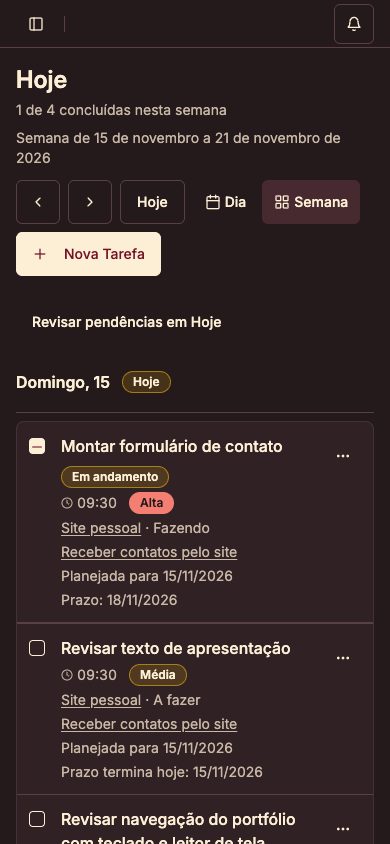 Hoje
1 de 4 concluídas nesta semana
Semana de 15 de novembro a 21 de novembro de
2026
Hoje
Dia
Semana
Nova Tarefa
Revisar pendências em Hoje
Domingo, 15
Hoje
Montar formulário de contato
Em andamento
09:30
Alta
Site pessoal · Fazendo
Receber contatos pelo site
Planejada para 15/11/2026
Prazo: 18/11/2026
Revisar texto de apresentação
09:30
Média
Site pessoal · A fazer
Receber contatos pelo site
Planejada para 15/11/2026
Prazo termina hoje: 15/11/2026
Revisar navegação do portfólio
com teclado e leitor de tela